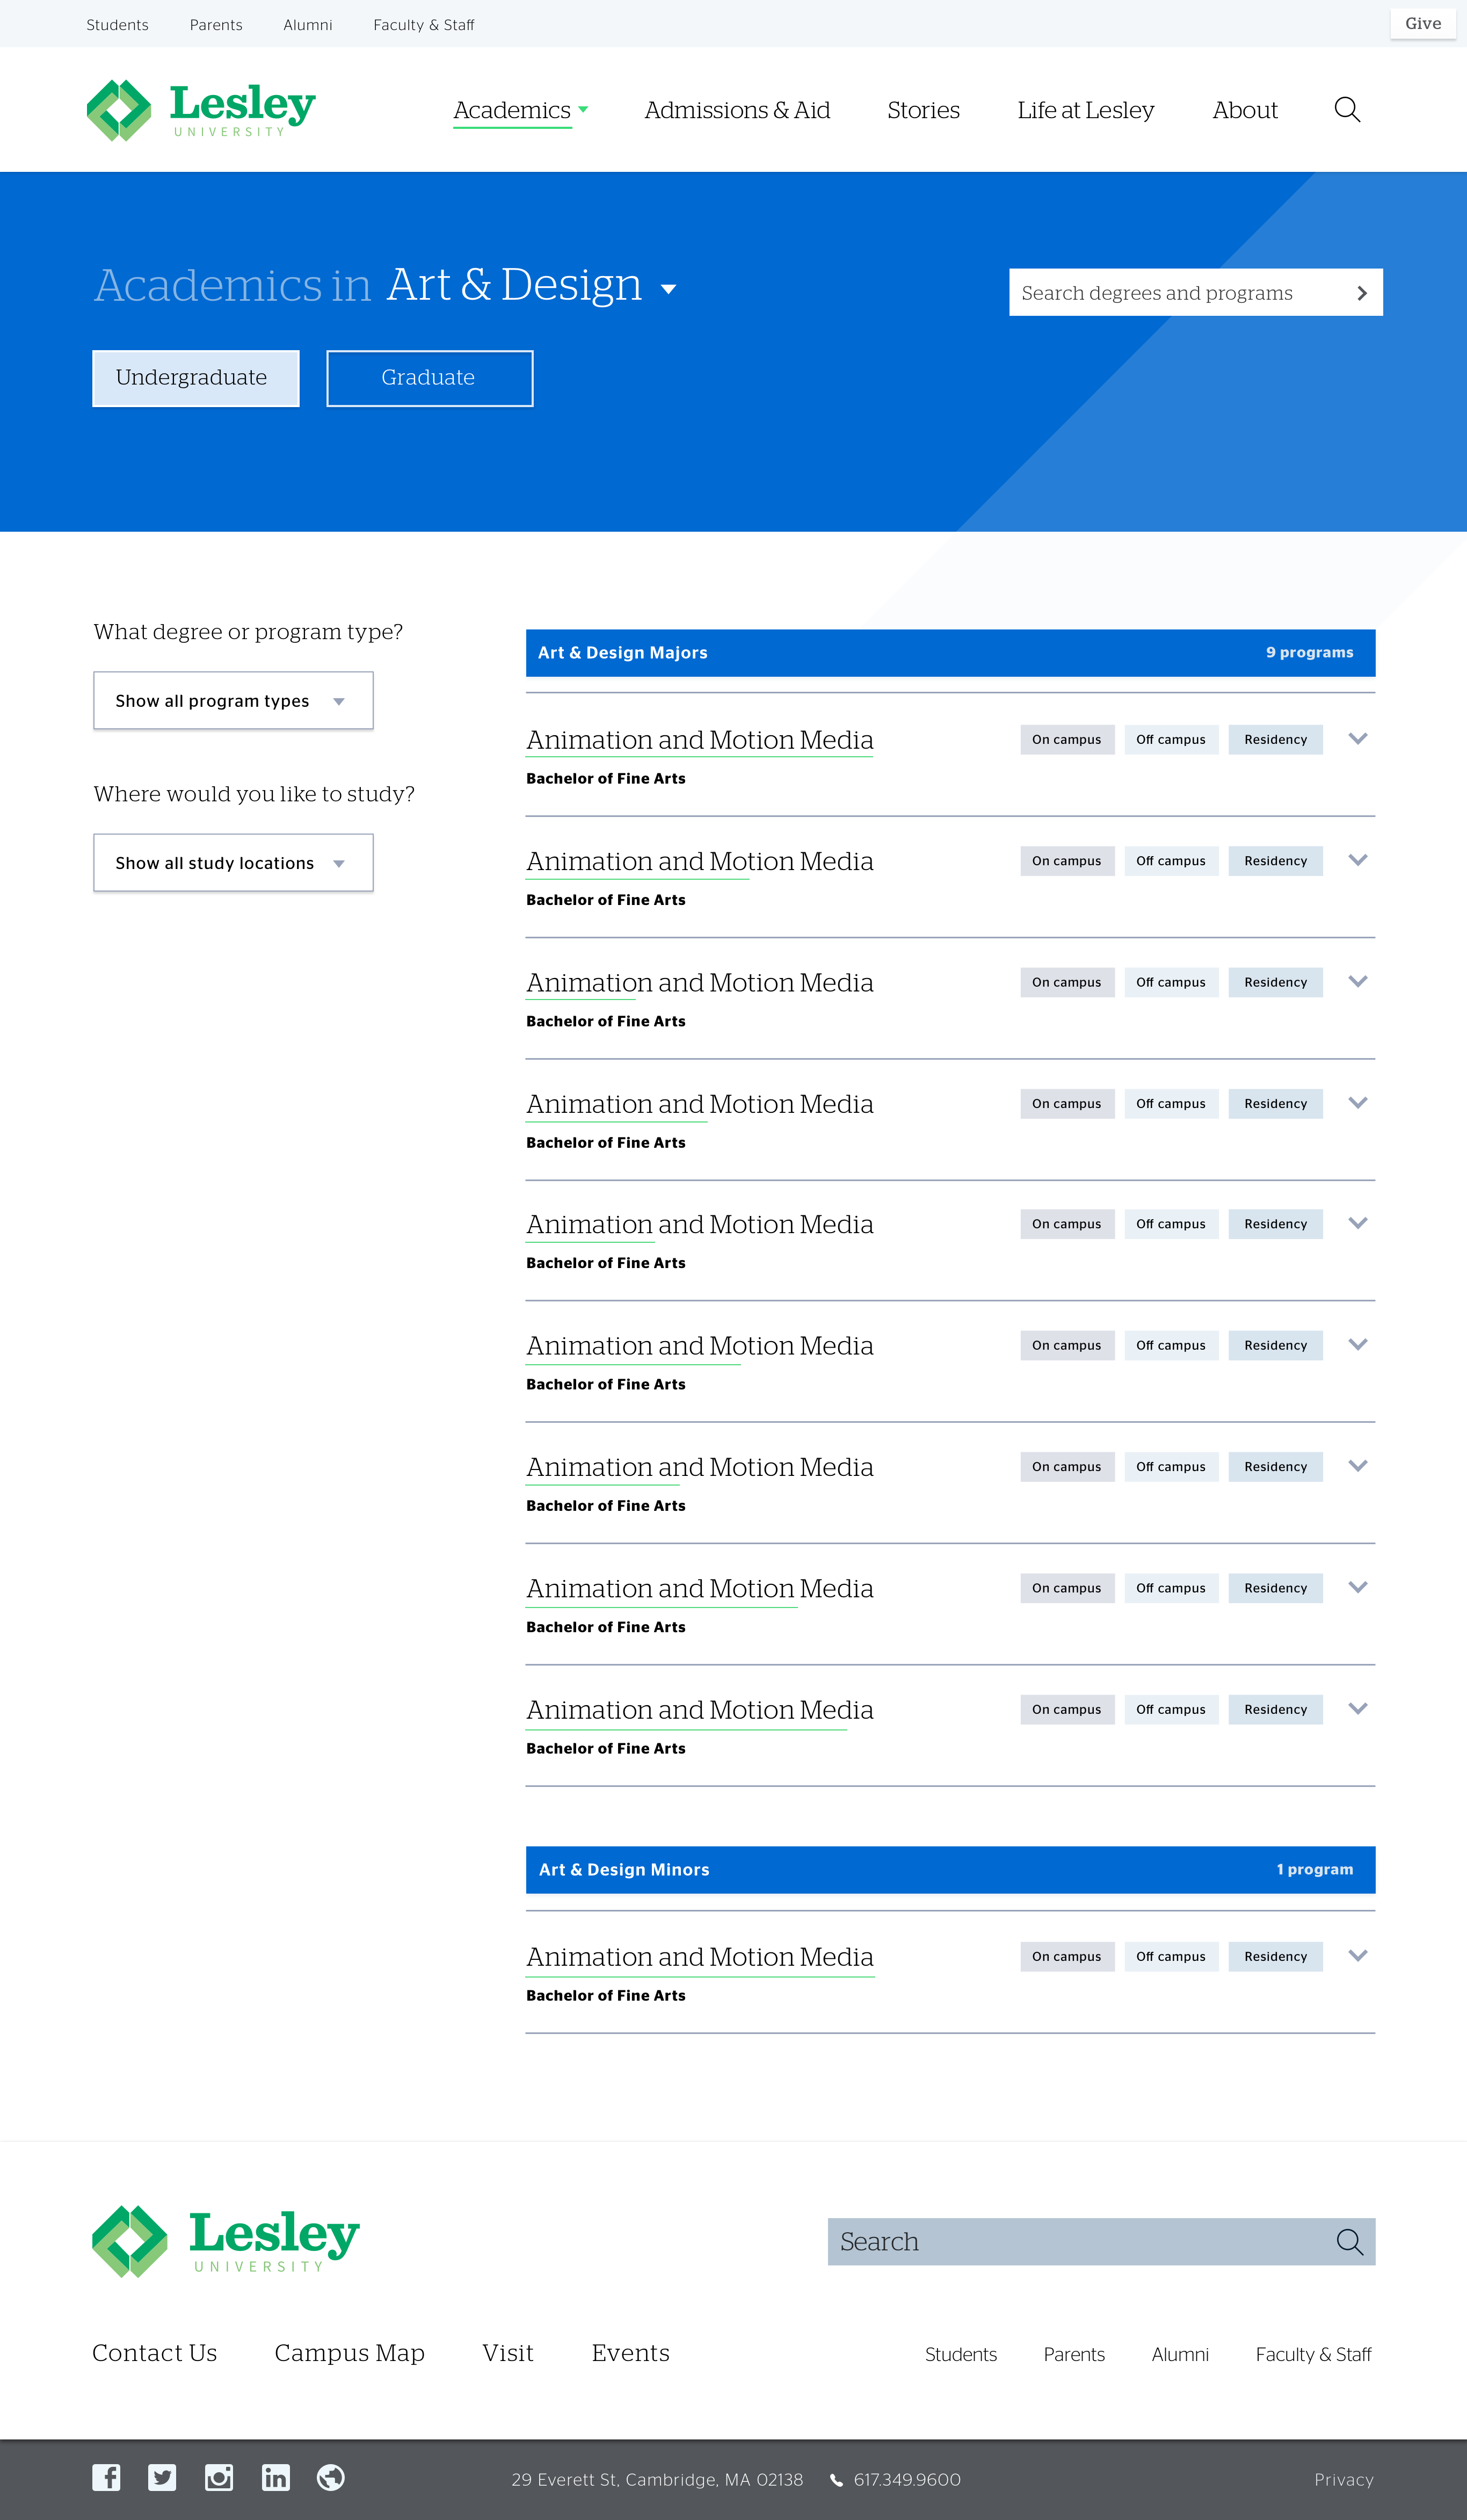 Students Parents Alumni Faculty & Staff Give
Lesley
UNIVERSITY
Academics Admissions & Aid Stories Life at Lesley About
Academics in Art & Design
Search degrees and programs
Undergraduate Graduate
What degree or program type?
Show all program types
Where would you like to study?
Show all study locations
Art & Design Majors 9 programs
Animation and Motion Media On campus Off campus Residency
Bachelor of Fine Arts
Animation and Motion Media On campus Off campus Residency
Bachelor of Fine Arts
Animation and Motion Media On campus Off campus Residency
Bachelor of Fine Arts
Animation and Motion Media On campus Off campus Residency
Bachelor of Fine Arts
Animation and Motion Media On campus Off campus Residency
Bachelor of Fine Arts
Animation and Motion Media On campus Off campus Residency
Bachelor of Fine Arts
Animation and Motion Media On campus Off campus Residency
Bachelor of Fine Arts
Animation and Motion Media On campus Off campus Residency
Bachelor of Fine Arts
Animation and Motion Media On campus Off campus Residency
Bachelor of Fine Arts
Art & Design Minors 1 program
Animation and Motion Media On campus Off campus Residency
Bachelor of Fine Arts
Lesley
UNIVERSITY
Search
Contact Us Campus Map Visit Events Students Parents Alumni Faculty & Staff
29 Everett St, Cambridge, MA 02138 617.349.9600 Privacy